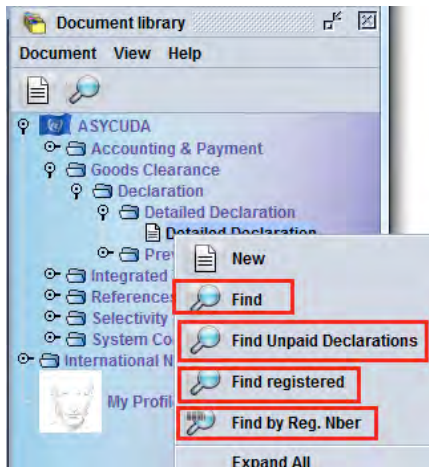 Document library
Document View Help
ASYCUDA
Accounting & Payment
Goods Clearance
Declaration
Detailed Declaration
Detailed Declaration
Pre
New
Integrated
References
Find
Selectivity
System Co
Find Unpaid Declarations
International N
Find registered
My Profil
Find by Reg. Nber
Expand All